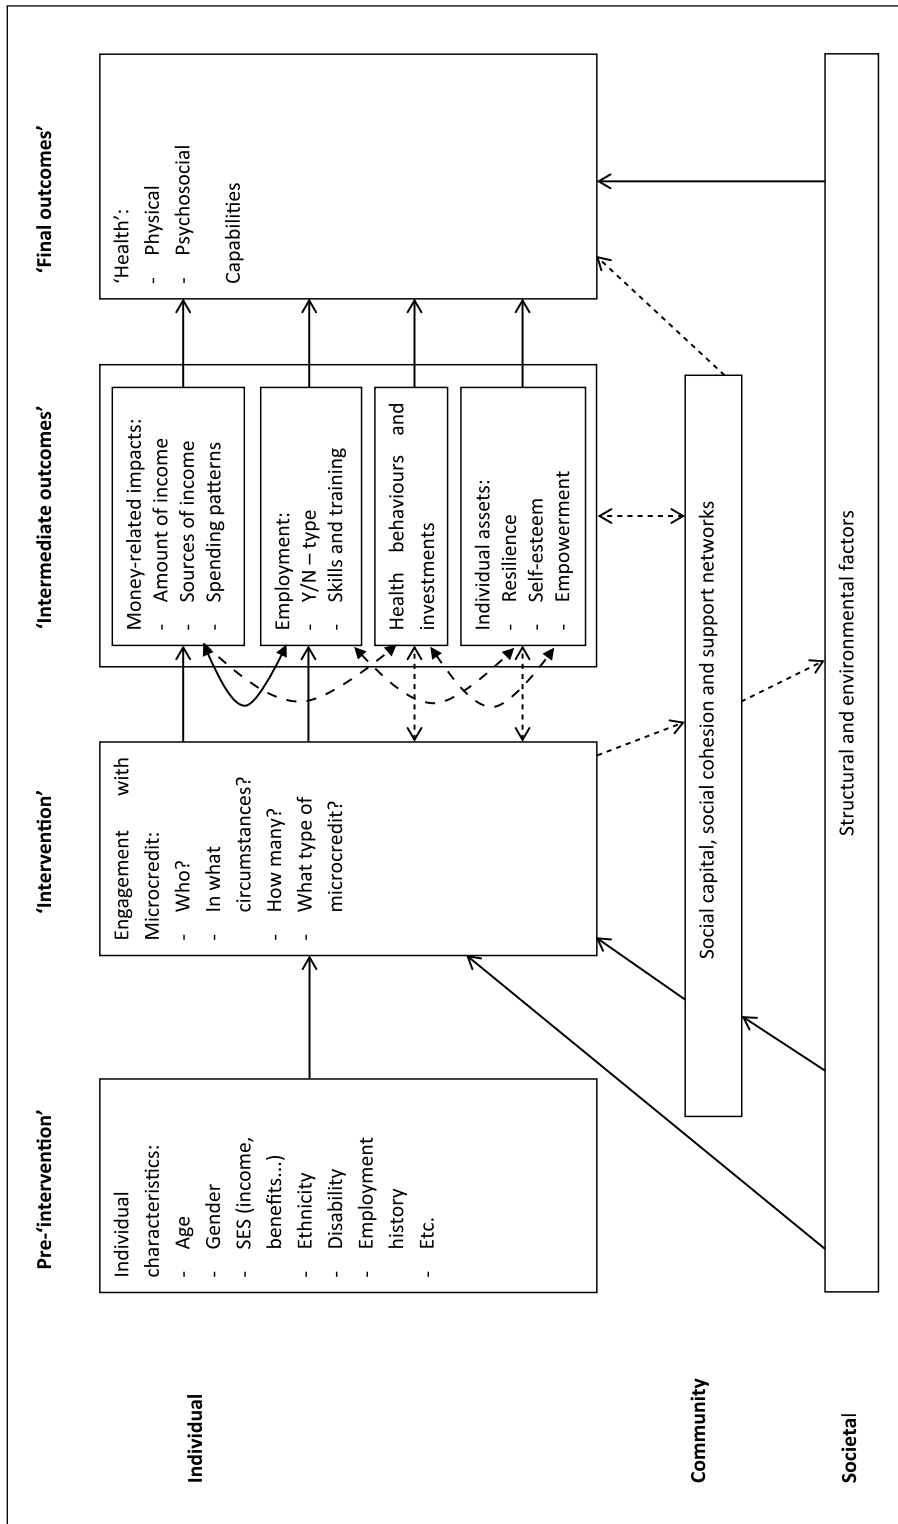 Pre-‘intervention’
‘Intervention’
‘Intermediate outcomes’
‘Final outcomes’
Individual
Individual
characteristics:
- Age
- Gender
- SES (income,
benefits...)
- Ethnicity
- Disability
- Employment
history
- Etc.
Engagement with
Microcredit:
- Who?
- In what
circumstances?
- How many?
- What type of
microcredit?
Money-related impacts:
- Amount of income
- Sources of income
- Spending patterns
Employment:
- Y/N – type
- Skills and training
Health behaviours and
investments
Individual assets:
- Resilience
- Self-esteem
- Empowerment
‘Health’:
- Physical
- Psychosocial
Capabilities
Community
Social capital, social cohesion and support networks
Societal
Structural and environmental factors